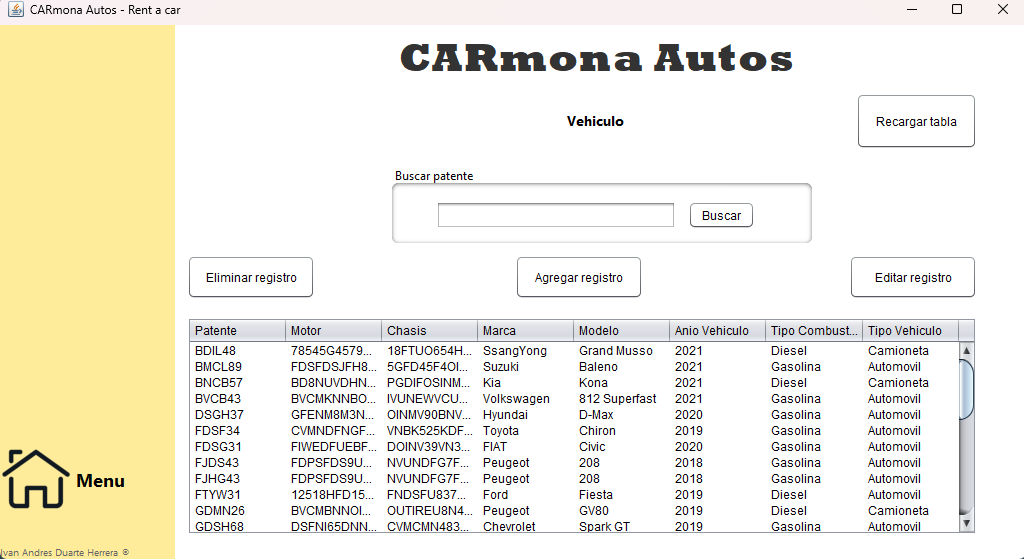 CARmona Autos - Rent a car
CARmona Autos
Vehiculo
Recargar tabla
Buscar patente
Buscar
Eliminar registro Agregar registro Editar registro
Patente Motor Chasis Marca Modelo Anio Vehiculo Tipo Combust... Tipo Vehiculo
BDIL48 78545G4579... 18FTUO654H... SsangYong Grand Musso 2021 Diesel Camioneta
BMCL89 FDSFDSJFH8... 5GFD45F4OI... Suzuki Baleno 2021 Gasolina Automovil
BNCB57 BD8NUVDHN... PGDIFOSINM... Kia Kona 2021 Diesel Camioneta
BVCB43 BVCMKNNBO... IVUNEWVCU... Volkswagen 812 Superfast 2021 Gasolina Automovil
DSGH37 GFENM8M3N... OINMV90BNV... Hyundai D-Max 2020 Gasolina Automovil
FDSF34 CVMNDFNGF... VNBK525KDF... Toyota Chiron 2019 Gasolina Automovil
FDSG31 FIWEDFUEBF... DOINV39VN3... FIAT Civic 2020 Gasolina Automovil
FJDS43 FDPSFDS9U... NVUNDFG7F... Peugeot 208 2018 Gasolina Automovil
FJHG43 FDPSFDS9U... NVUNDFG7F... Peugeot 208 2018 Gasolina Automovil
FTYW31 12518HFD15... FNDSFU837... Ford Fiesta 2019 Diesel Automovil
GDMN26 BVCMBNNOI... OUTIREU8N4... Peugeot GV80 2019 Diesel Camioneta
GDSH68 DSFNI65DNN... CVMCMN483... Chevrolet Spark GT 2019 Gasolina Automovil
Menu
Ivan Andres Duarte Herrera ®